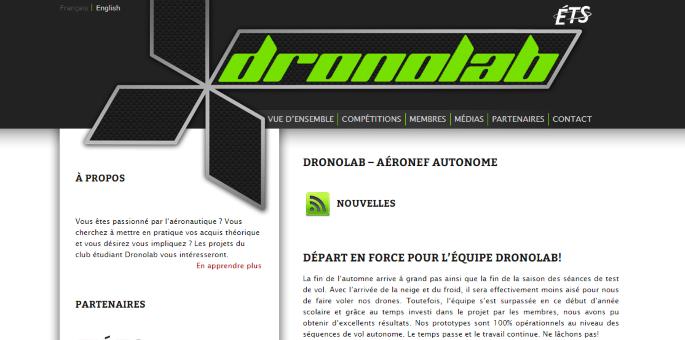 Français | English
ÉTS
dronolab
VUE D'ENSEMBLE | COMPÉTITIONS | MEMBRES | MÉDIAS | PARTENAIRES | CONTACT
À PROPOS
Vous êtes passionné par l'aéronautique ? Vous
cherchez à mettre en pratique vos acquis théorique
et vous désirez vous impliquez ? Les projets du
club étudiant Dronolab vous intéresseront.
En apprendre plus
PARTENAIRES
DRONOLAB – AÉRONEF AUTONOME
NOUVELLES
DÉPART EN FORCE POUR L'ÉQUIPE DRONOLAB!
La fin de l'automne arrive à grand pas ainsi que la fin de la saison des séances de test
de vol. Avec l'arrivée de la neige et du froid, il sera effectivement moins aisé pour nous
de faire voler nos drones. Toutefois, l'équipe s'est surpassée en ce début d'année
scolaire et grâce au temps investi dans le projet par les membres, nous avons pu
obtenir d'excellents résultats. Nos prototypes sont 100% opérationnels au niveau des
séquences de vol autonome. Le temps passe et le travail continue. Ne lâchons pas!